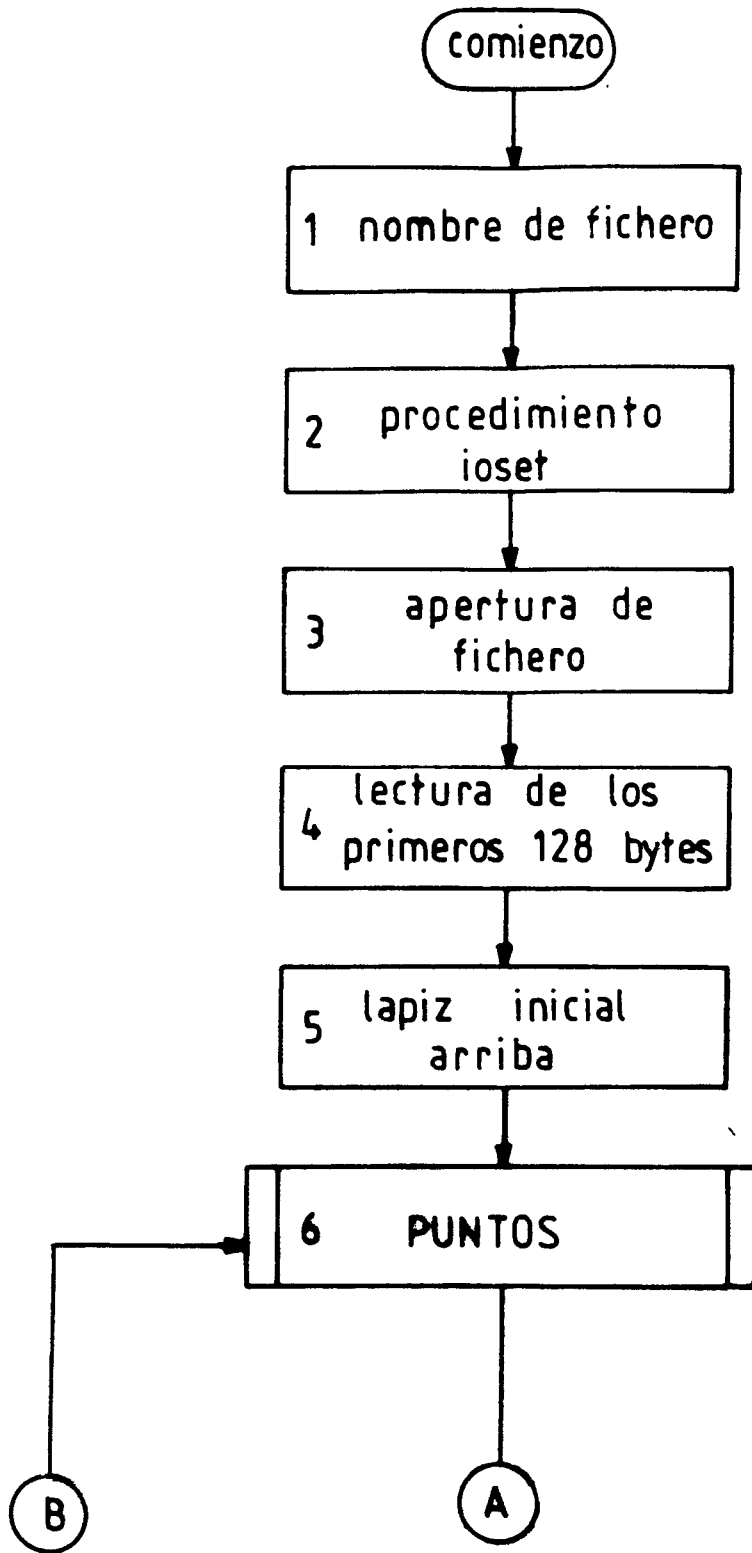 comienzo
1 nombre de fichero
2 procedimiento
ioset
3 apertura de
fichero
4 lectura de los
primeros 128 bytes
5 lapiz inicial
arriba
6 PUNTOS
B
A